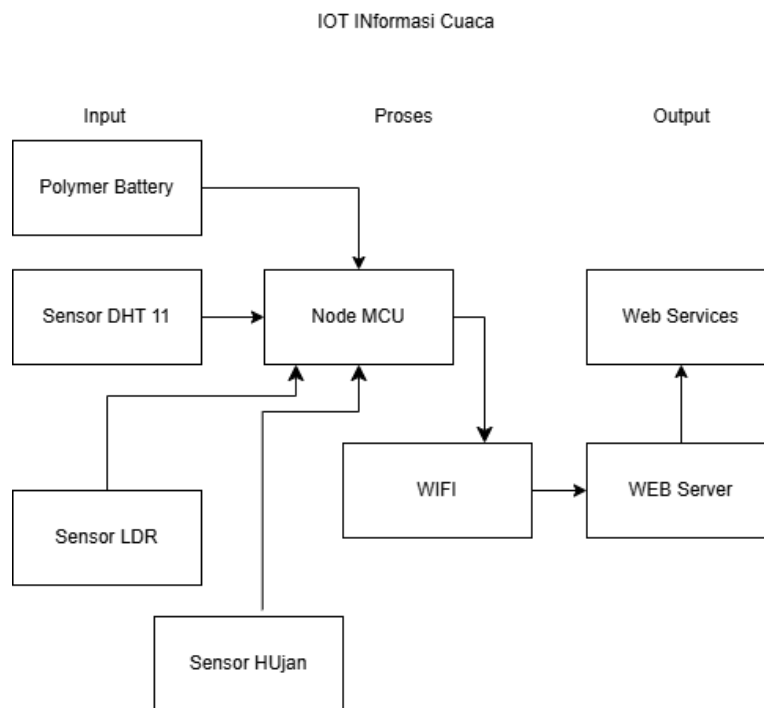 IOT INformasi Cuaca
Input
Proses
Output
Polymer Battery
Sensor DHT 11
Node MCU
Web Services
WIFI
WEB Server
Sensor LDR
Sensor HUjan